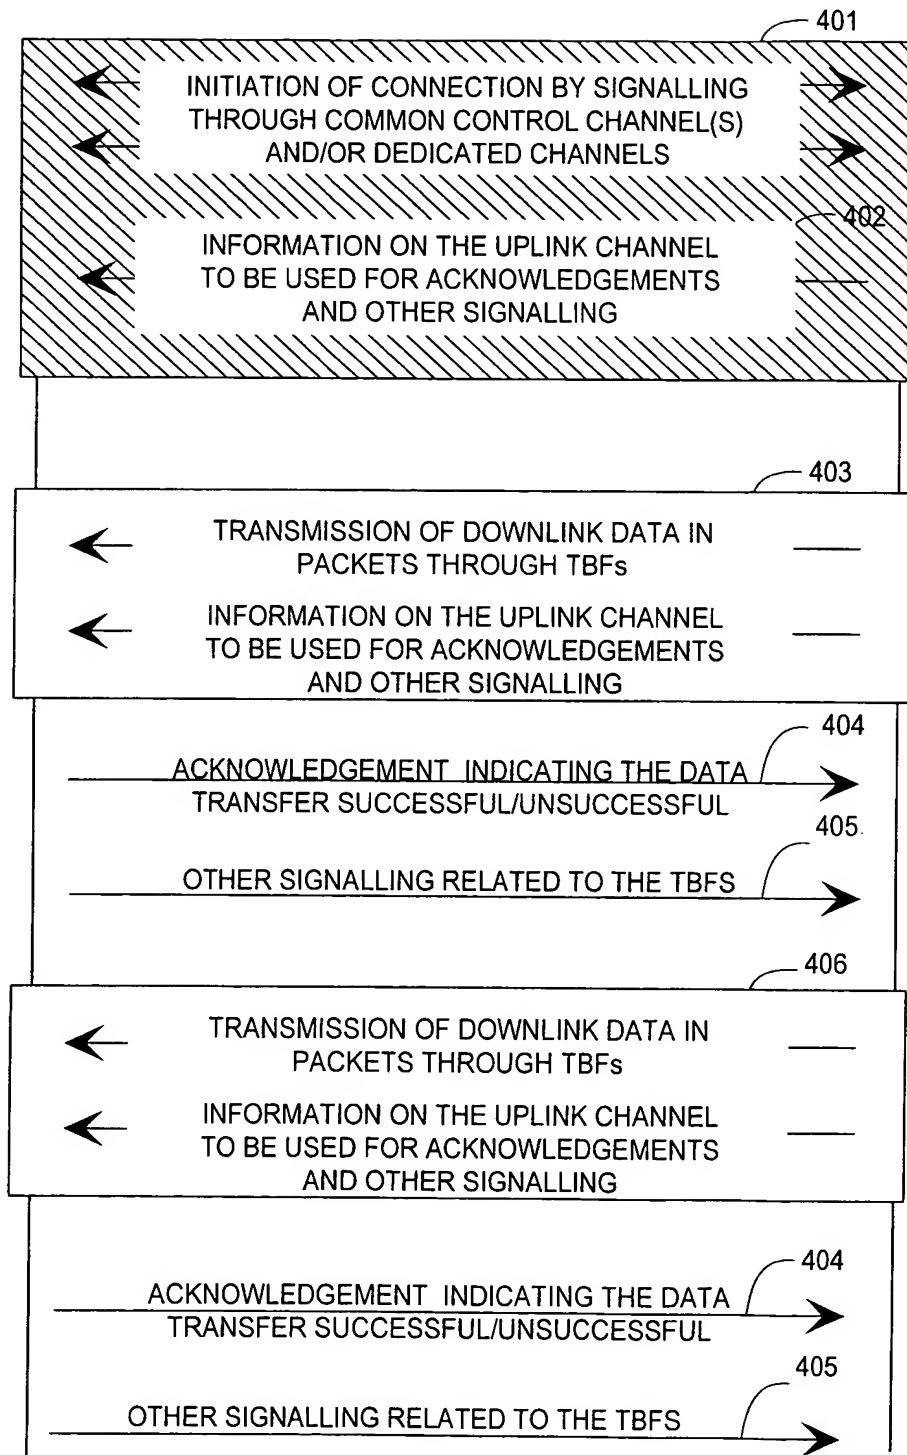 401
INITIATION OF CONNECTION BY SIGNALLING
THROUGH COMMON CONTROL CHANNEL(S)
AND/OR DEDICATED CHANNELS
402
INFORMATION ON THE UPLINK CHANNEL
TO BE USED FOR ACKNOWLEDGEMENTS
AND OTHER SIGNALLING
403
TRANSMISSION OF DOWNLINK DATA IN
PACKETS THROUGH TBFs
INFORMATION ON THE UPLINK CHANNEL
TO BE USED FOR ACKNOWLEDGEMENTS
AND OTHER SIGNALLING
404
ACKNOWLEDGEMENT INDICATING THE DATA
TRANSFER SUCCESSFUL/UNSUCCESSFUL
405
OTHER SIGNALLING RELATED TO THE TBFS
406
TRANSMISSION OF DOWNLINK DATA IN
PACKETS THROUGH TBFs
INFORMATION ON THE UPLINK CHANNEL
TO BE USED FOR ACKNOWLEDGEMENTS
AND OTHER SIGNALLING
404
ACKNOWLEDGEMENT INDICATING THE DATA
TRANSFER SUCCESSFUL/UNSUCCESSFUL
405
OTHER SIGNALLING RELATED TO THE TBFS